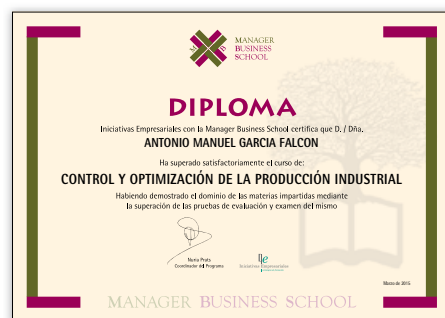 MANAGER
BUSINESS
SCHOOL
M
B
S
DIPLOMA
Iniciativas Empresariales con la Manager Business School certifica que D. / Dña.
ANTONIO MANUEL GARCIA FALCON
Ha superado satisfactoriamente el curso de:
CONTROL Y OPTIMIZACIÓN DE LA PRODUCCIÓN INDUSTRIAL
Habiendo demostrado el dominio de las materias impartidas mediante
la superación de las pruebas de evaluación y examen del mismo
Nuria Prats
Coordinador del Programa
Iniciativas Empresariales
Marzo de 2015
MANAGER BUSINESS SCHOOL